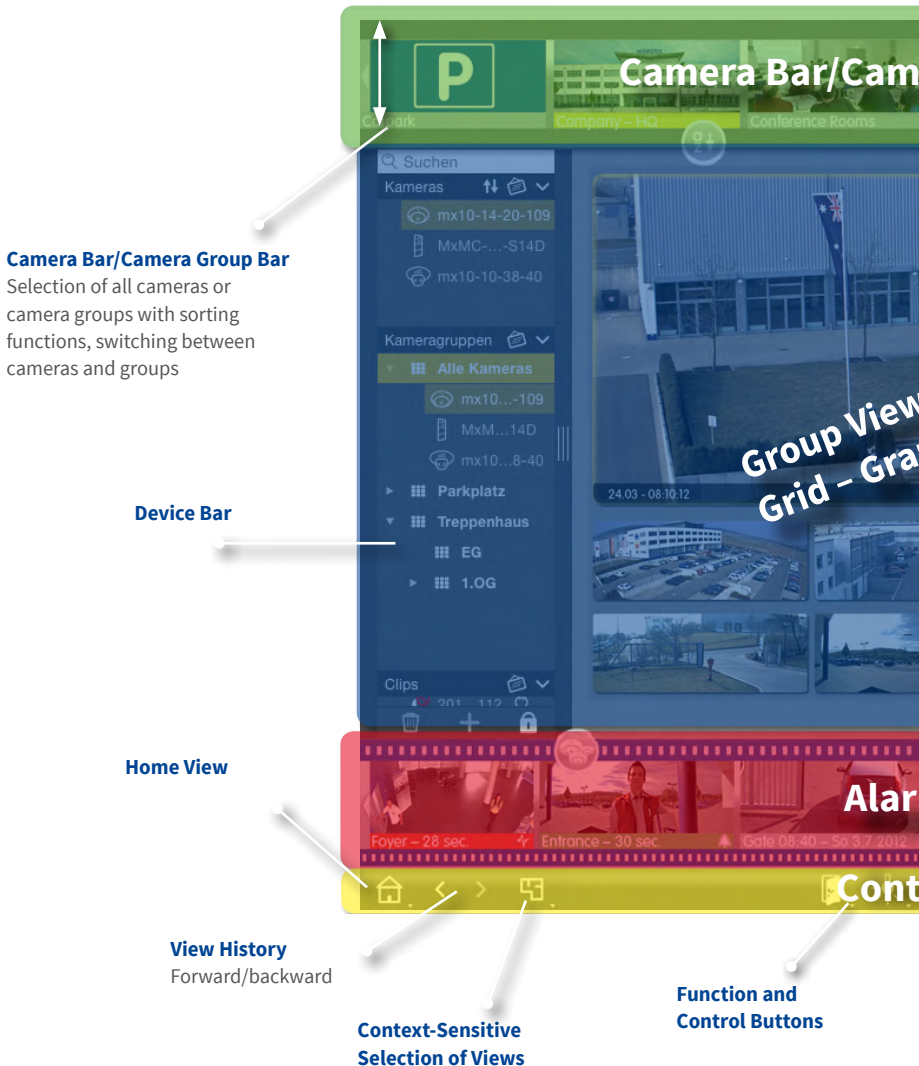 P
Camera Bar/Cam
Carpark
Company – HQ
Conference Rooms
Suchen
Kameras
mx10-14-20-109
MxMC-...-S14D
mx10-10-38-40
Camera Bar/Camera Group Bar
Selection of all cameras or
camera groups with sorting
functions, switching between
cameras and groups
Kameragruppen
Alle Kameras
mx10...-109
MxM...14D
mx10...8-40
Parkplatz
Treppenhaus
EG
1.OG
Device Bar
Group View
Grid – Gra
24.03 - 08:10:12
Clips
201...112
Home View
Alar
Foyer – 28 sec.
Entrance – 30 sec.
Gate 08:40 – So 3.7.2012
Cont
View History
Forward/backward
Function and
Control Buttons
Context-Sensitive
Selection of Views